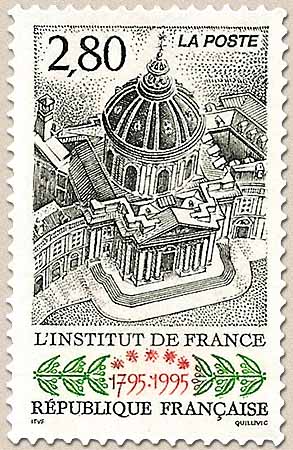 2,80 LA POSTE
L'INSTITUT DE FRANCE
1795:1995
RÉPUBLIQUE FRANÇAISE
ITVF QUILLIVIC